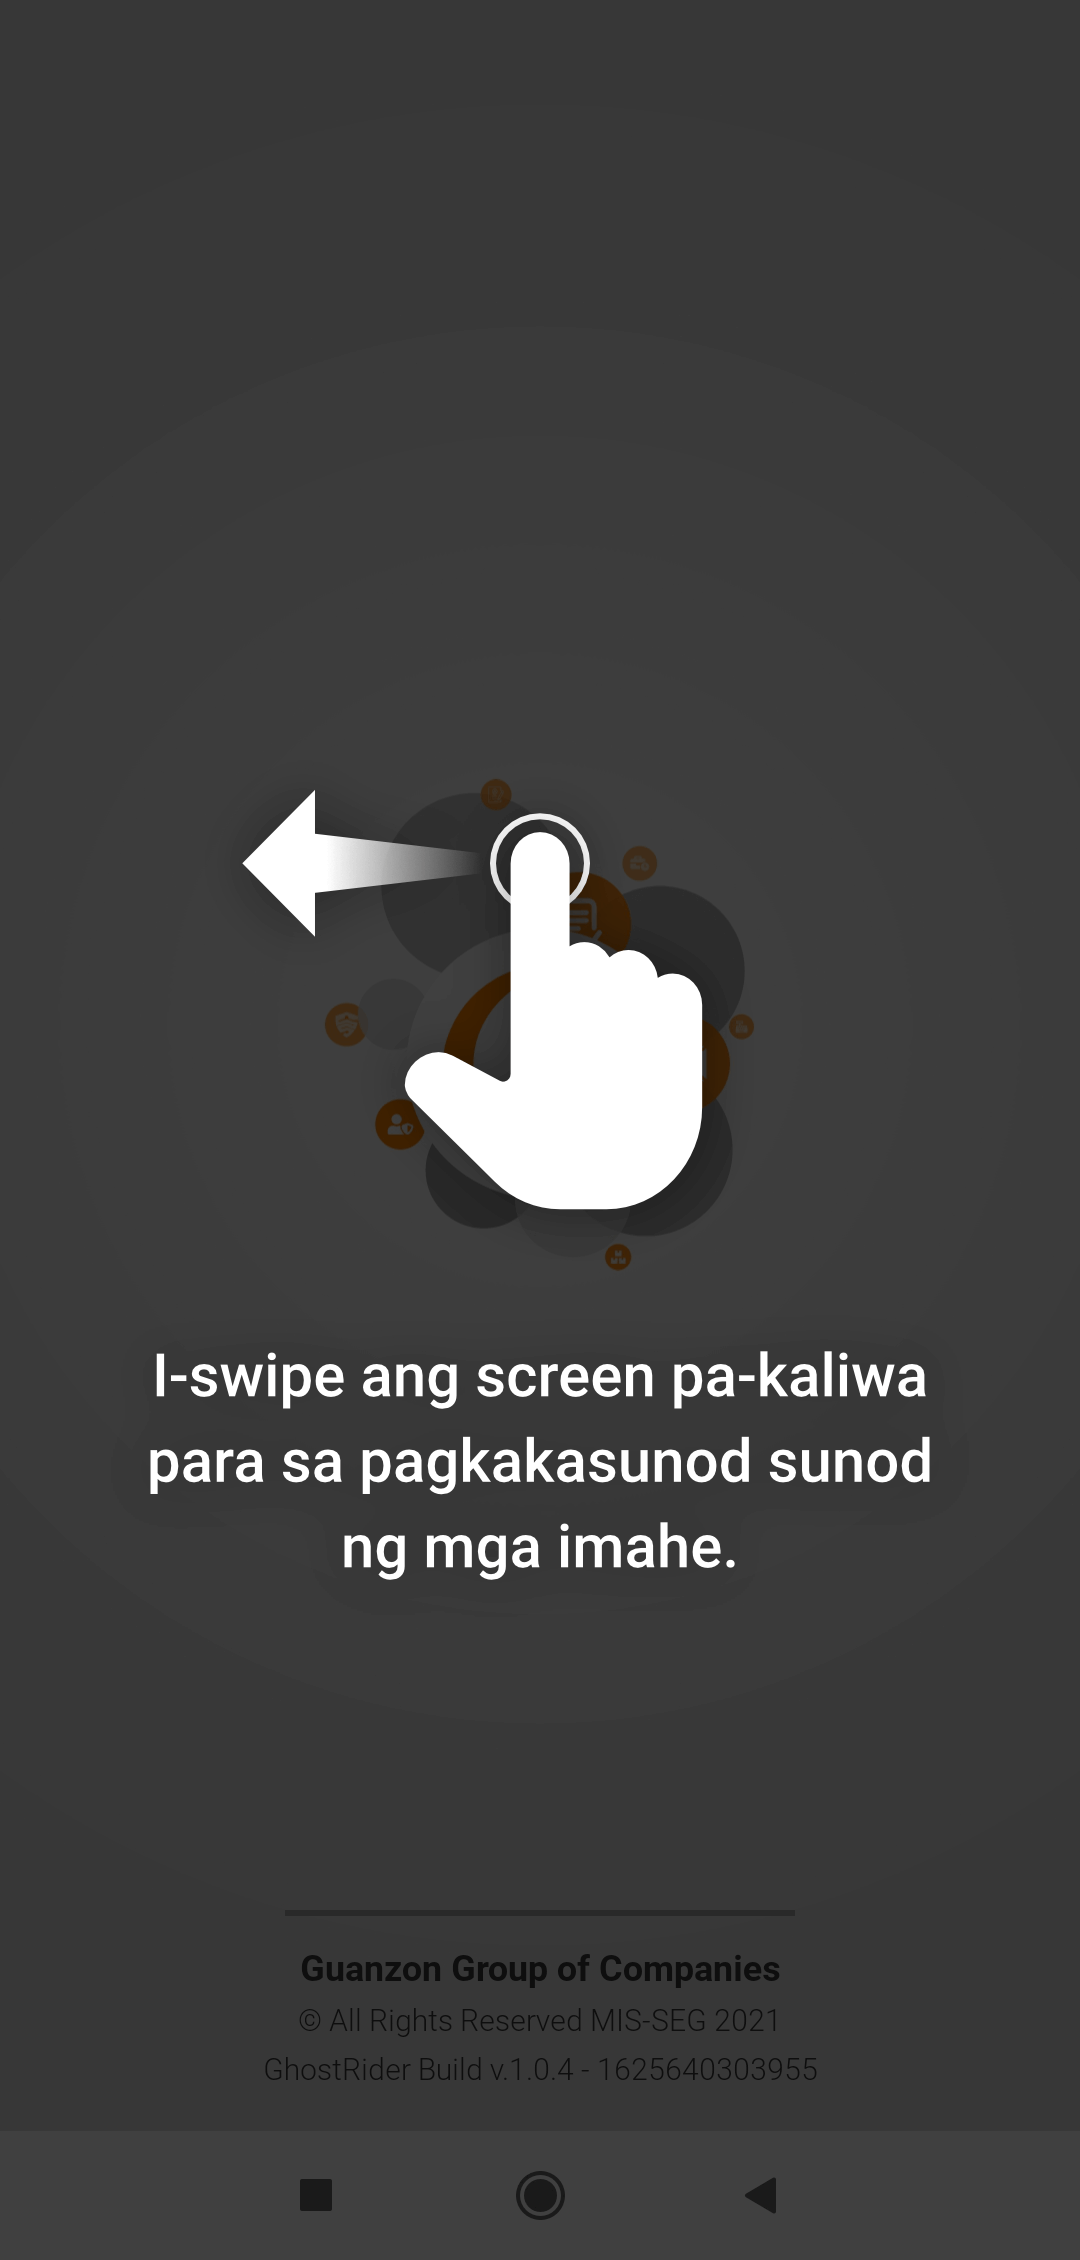 I-swipe ang screen pa-kaliwa
para sa pagkakasunod sunod
ng mga imahe.
Guanzon Group of Companies
© All Rights Reserved MIS-SEG 2021
GhostRider Build v.1.0.4 - 1625640303955